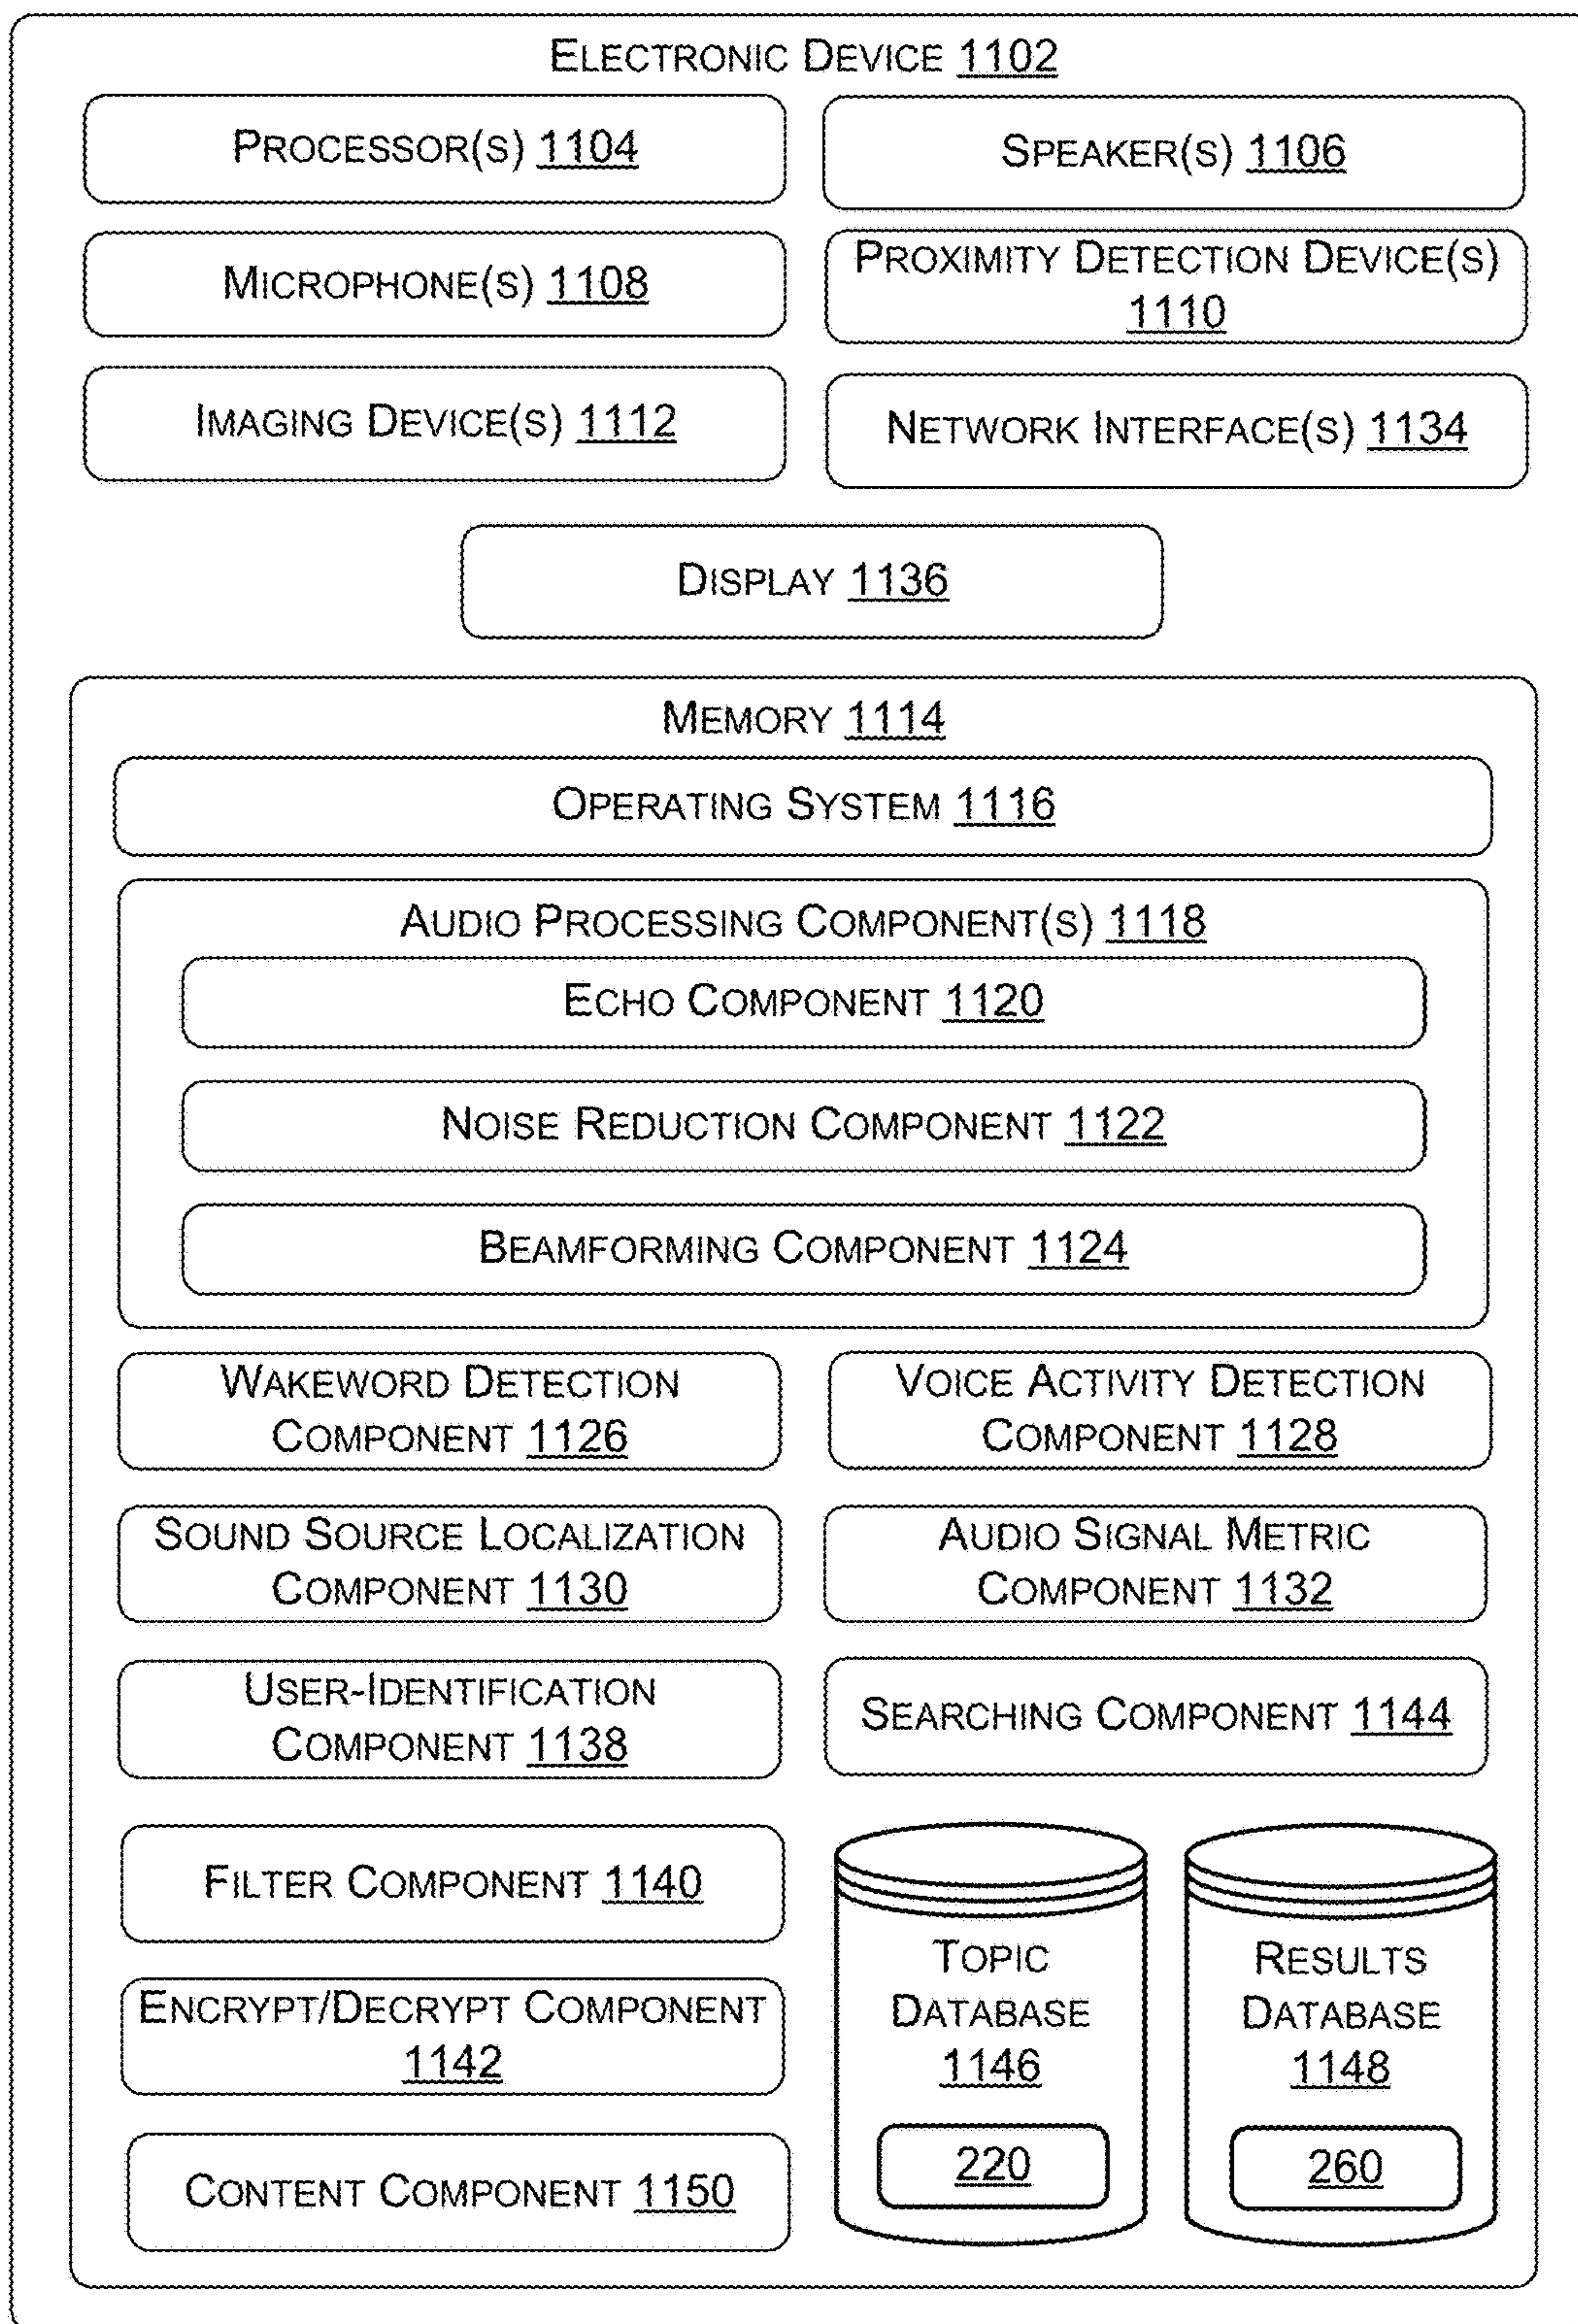 ELECTRONIC DEVICE 1102
PROCESSOR(S) 1104
SPEAKER(S) 1106
MICROPHONE(S) 1108
PROXIMITY DETECTION DEVICE(S)
1110
IMAGING DEVICE(S) 1112
NETWORK INTERFACE(S) 1134
DISPLAY 1136
MEMORY 1114
OPERATING SYSTEM 1116
AUDIO PROCESSING COMPONENT(S) 1118
ECHO COMPONENT 1120
NOISE REDUCTION COMPONENT 1122
BEAMFORMING COMPONENT 1124
WAKEWORD DETECTION
COMPONENT 1126
VOICE ACTIVITY DETECTION
COMPONENT 1128
SOUND SOURCE LOCALIZATION
COMPONENT 1130
AUDIO SIGNAL METRIC
COMPONENT 1132
USER-IDENTIFICATION
COMPONENT 1138
SEARCHING COMPONENT 1144
FILTER COMPONENT 1140
ENCRYPT/DECRYPT COMPONENT
1142
CONTENT COMPONENT 1150
TOPIC
DATABASE
1146
220
RESULTS
DATABASE
1148
260